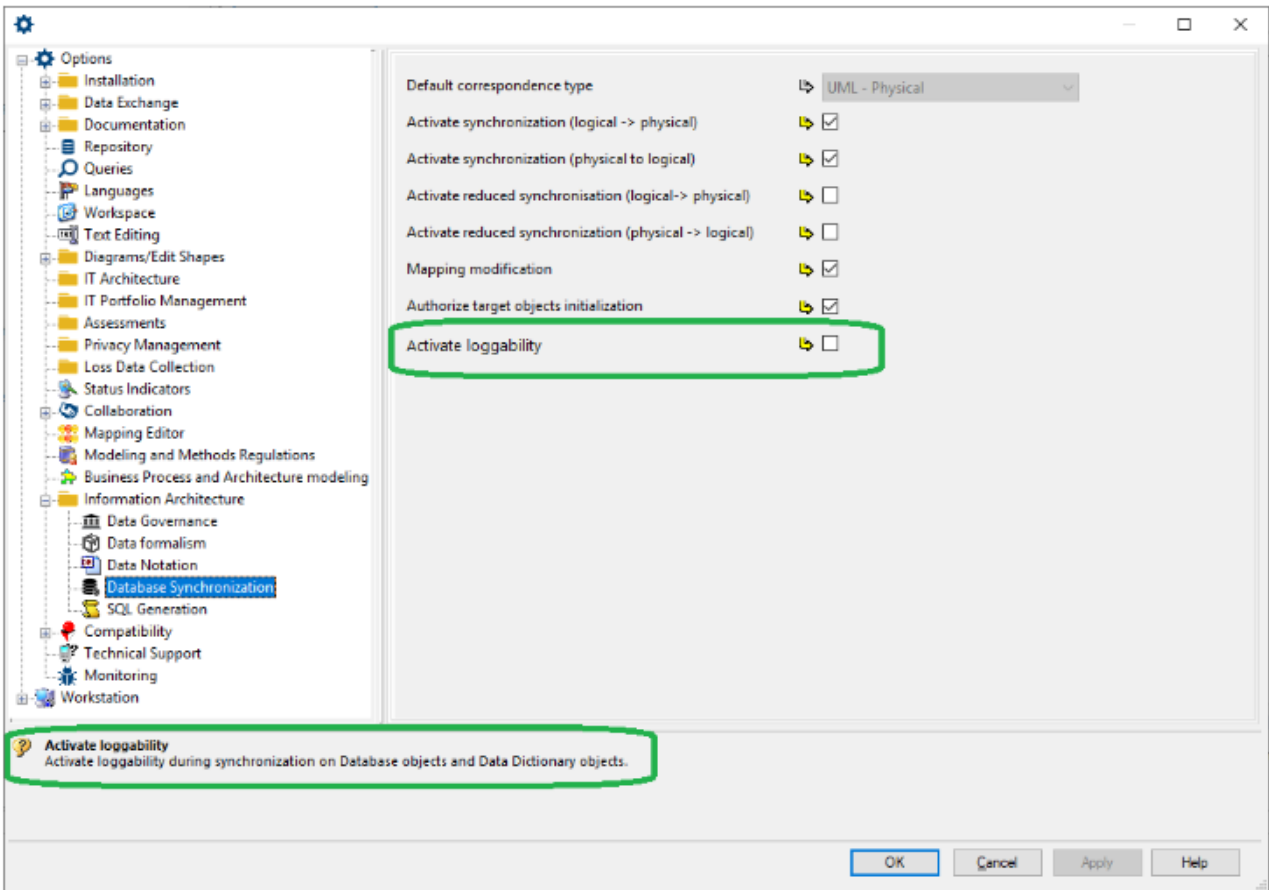 Options
Installation
Data Exchange
Documentation
Repository
Queries
Languages
Workspace
Text Editing
Diagrams/Edit Shapes
IT Architecture
IT Portfolio Management
Assessments
Privacy Management
Loss Data Collection
Status Indicators
Collaboration
Mapping Editor
Modeling and Methods Regulations
Business Process and Architecture modeling
Information Architecture
Data Governance
Data formalism
Data Notation
Database Synchronization
SQL Generation
Compatibility
Technical Support
Monitoring
Workstation
Default correspondence type UML - Physical
Activate synchronization (logical -> physical)
Activate synchronization (physical to logical)
Activate reduced synchronisation (logical-> physical)
Activate reduced synchronization (physical -> logical)
Mapping modification
Authorize target objects initialization
Activate loggability
Activate loggability
Activate loggability during synchronization on Database objects and Data Dictionary objects.
OK Cancel Apply Help